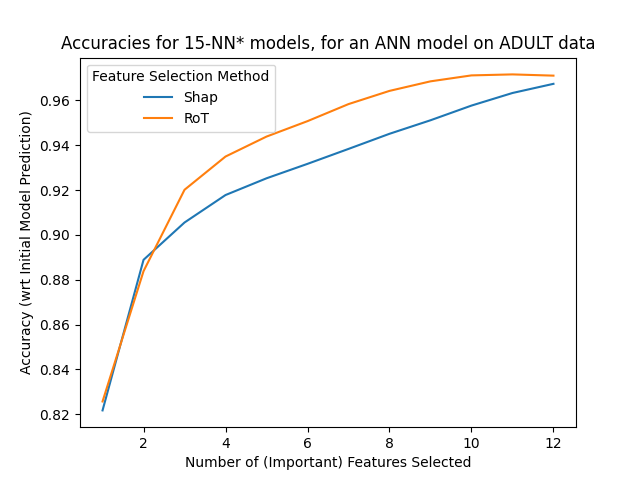 Accuracies for 15-NN* models, for an ANN model on ADULT data
Feature Selection Method
Shap
RoT
Accuracy (wrt Initial Model Prediction)
0.96
0.94
0.92
0.90
0.88
0.86
0.84
0.82
2 4 6 8 10 12
Number of (Important) Features Selected